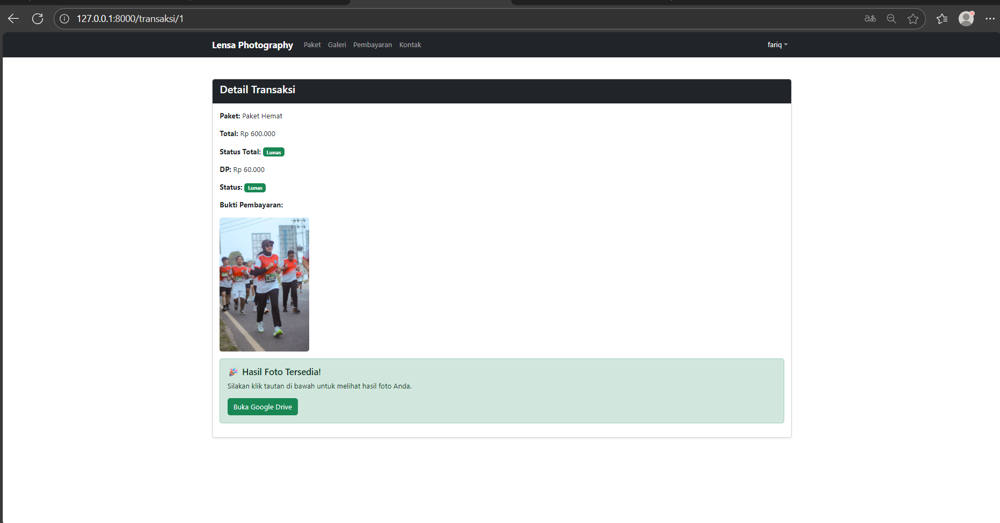 127.0.0.1:8000/transaksi/1
Lensa Photography Paket Galeri Pembayaran Kontak fariq
Detail Transaksi
Paket: Paket Hemat
Total: Rp 600.000
Status Total: Lunas
DP: Rp 60.000
Status: Lunas
Bukti Pembayaran:
🎉 Hasil Foto Tersedia!
Silakan klik tautan di bawah untuk melihat hasil foto Anda.
Buka Google Drive